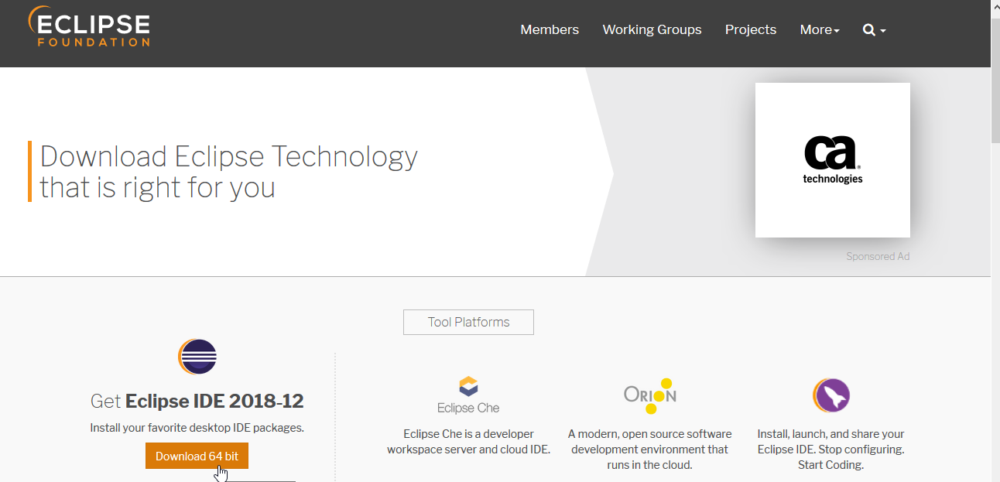 ECLIPSE
FOUNDATION
Members Working Groups Projects More
Download Eclipse Technology
that is right for you
ca
technologies
Sponsored Ad
Tool Platforms
Get Eclipse IDE 2018-12
Install your favorite desktop IDE packages.
Download 64 bit
Eclipse Che
Eclipse Che is a developer
workspace server and cloud IDE.
ORION
A modern, open source software
development environment that
runs in the cloud.
Install, launch, and share your
Eclipse IDE. Stop configuring.
Start Coding.